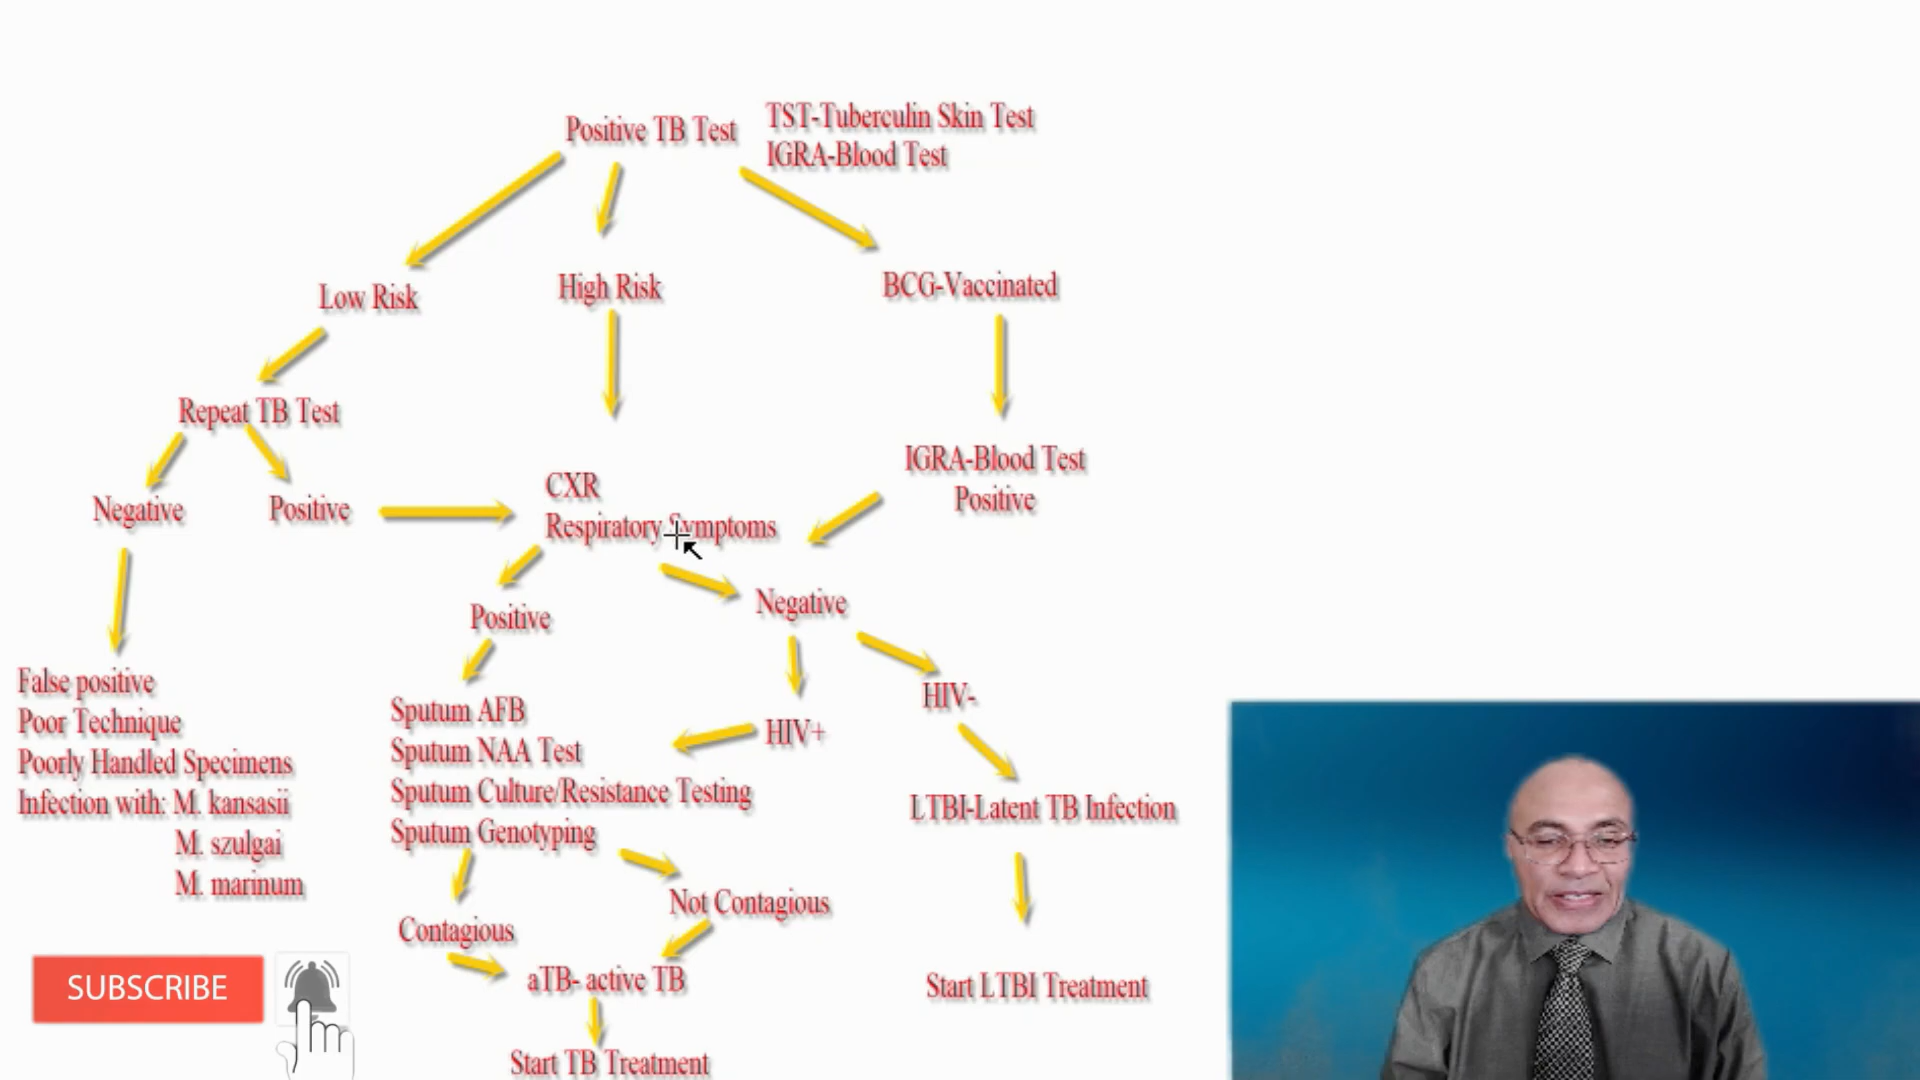 Positive TB Test
TST-Tuberculin Skin Test
IGRA-Blood Test
Low Risk
High Risk
BCG-Vaccinated
Repeat TB Test
IGRA-Blood Test
Positive
Negative
Positive
CXR
Respiratory Symptoms
Positive
Negative
False positive
Poor Technique
Poorly Handled Specimens
Infection with: M. kansasii
M. szulgai
M. marinum
Sputum AFB
Sputum NAA Test
Sputum Culture/Resistance Testing
Sputum Genotyping
HIV+
HIV-
LTBI-Latent TB Infection
Contagious
Not Contagious
aTB- active TB
Start LTBI Treatment
Start TB Treatment
SUBSCRIBE